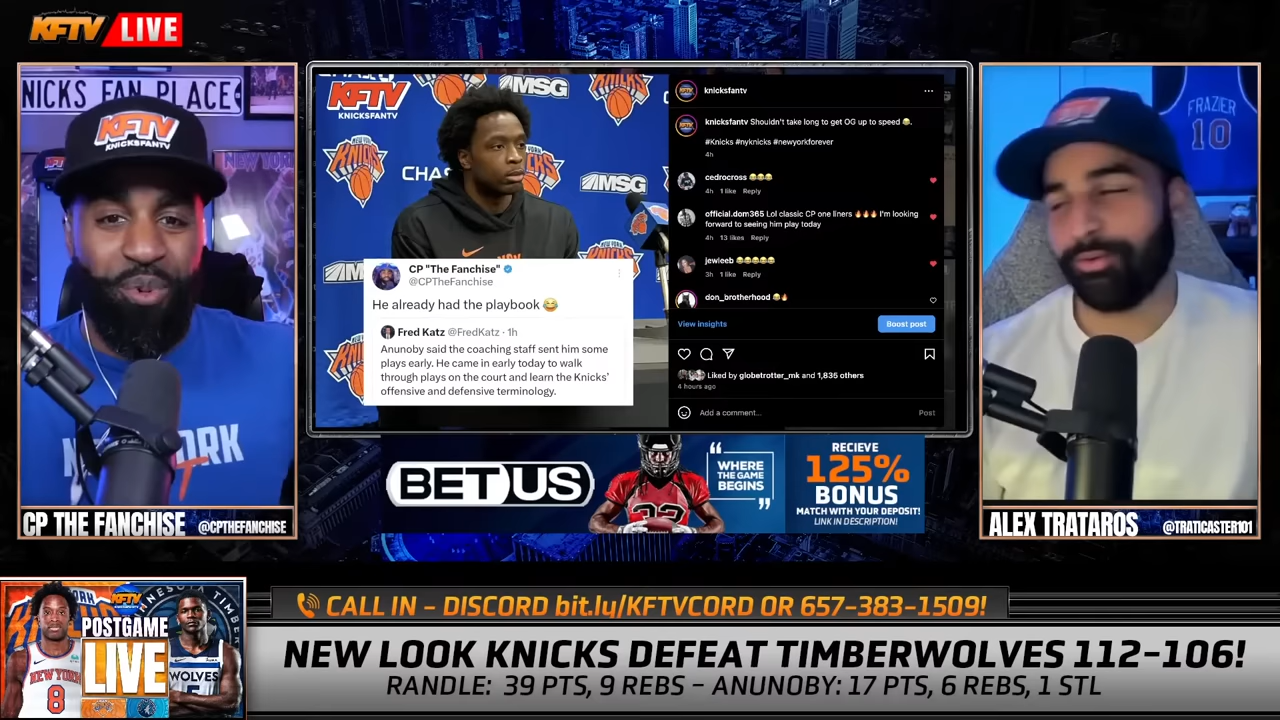 KFTV LIVE
NICKS FAN PLACE
KFTV
KNICKSFANTV
CP THE FANCHISE @CPTHEFANCHISE
KFTV
KNICKSFANTV
MSG
KNICKS
MSG
CP "The Fanchise"
@CPTheFanchise
He already had the playbook 😂
Fred Katz @FredKatz · 1h
Anunoby said the coaching staff sent him some
plays early. He came in early today to walk
through plays on the court and learn the Knicks'
offensive and defensive terminology.
knicksfantv
knicksfantv Shouldn't take long to get OG up to speed 😂.
#Knicks #nyknicks #newyorkforever
4h
cedrocross 😂😂😂
4h 1 like Reply
official.dom365 Lol classic CP one liners 🔥🔥🔥 I'm looking
forward to seeing him play today
4h 13 likes Reply
jewleeb 😂😂😂😂😂
3h 1 like Reply
don_brotherhood 😂🔥
View insights
Boost post
Liked by globetrotter_mk and 1,835 others
4 hours ago
Add a comment...
Post
FRAZIER
10
ALEX TRATAROS @TRATICASTER101
BETUS
"WHERE
THE GAME
BEGINS"
RECIEVE
125%
BONUS
MATCH WITH YOUR DEPOSIT!
LINK IN DESCRIPTION!
CALL IN - DISCORD bit.ly/KFTVCORD OR 657-383-1509!
KFTV
POSTGAME
LIVE
NEW YORK
8
WOLVES
NEW LOOK KNICKS DEFEAT TIMBERWOLVES 112-106!
RANDLE: 39 PTS, 9 REBS - ANUNOBY: 17 PTS, 6 REBS, 1 STL